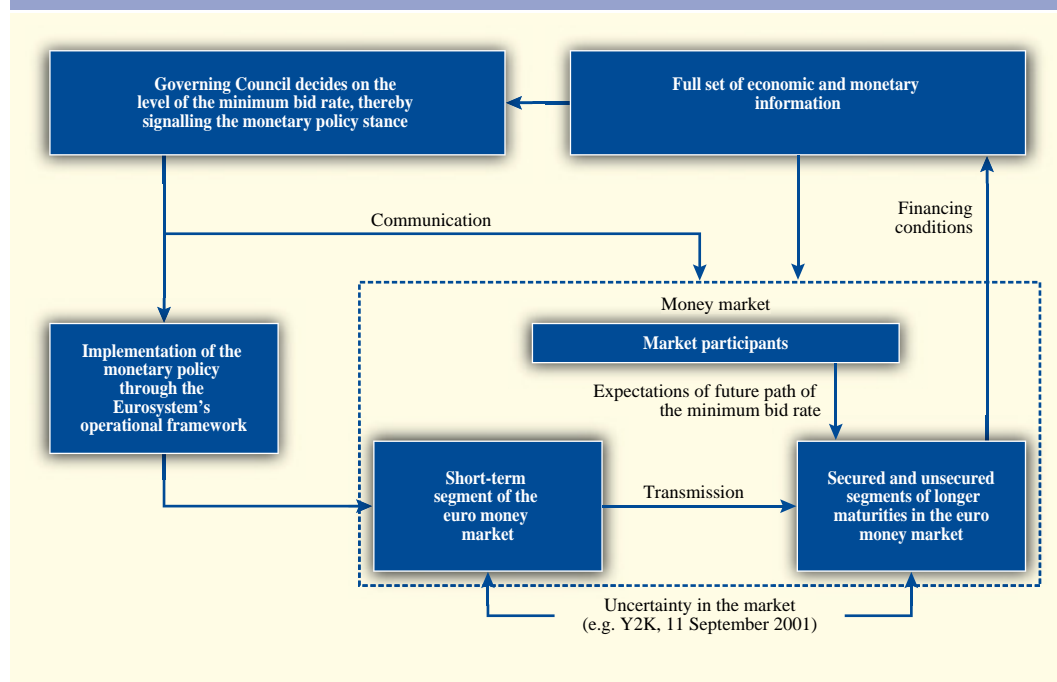 Governing Council decides on the
level of the minimum bid rate, thereby
signalling the monetary policy stance
Full set of economic and monetary
information
Communication
Financing
conditions
Money market
Market participants
Implementation of the
monetary policy
through the
Eurosystem's
operational framework
Expectations of future path of
the minimum bid rate
Short-term
segment of the
euro money
market
Transmission
Secured and unsecured
segments of longer
maturities in the euro
money market
Uncertainty in the market
(e.g. Y2K, 11 September 2001)